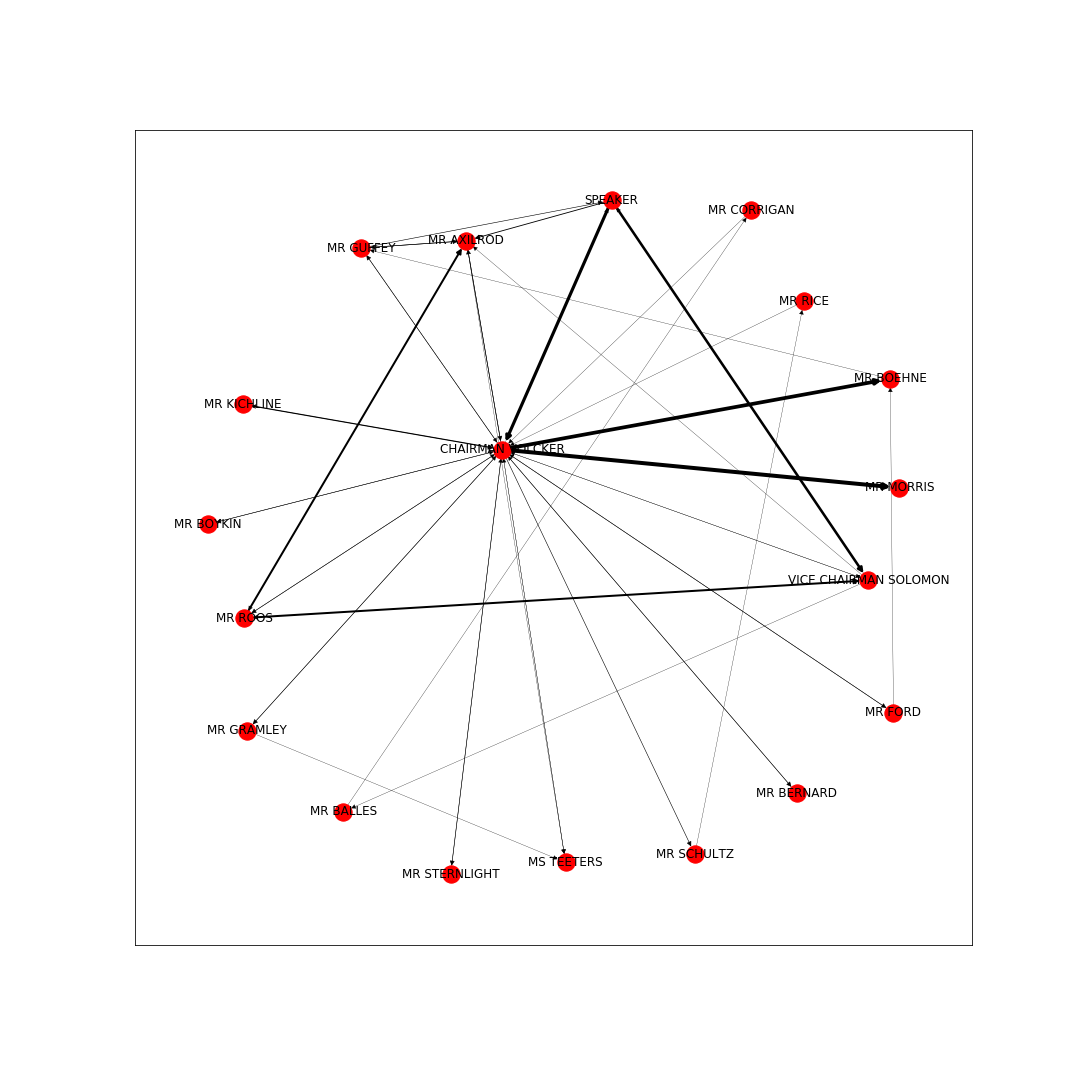 SPEAKER
MR CORRIGAN
MR GUFFEY
MR AXILROD
MR RICE
MR BOEHNE
MR KICHLINE
CHAIRMAN VOLCKER
MR MORRIS
MR BOYKIN
VICE CHAIRMAN SOLOMON
MR ROOS
MR FORD
MR GRAMLEY
MR BERNARD
MR BALLES
MR SCHULTZ
MS TEETERS
MR STERNLIGHT